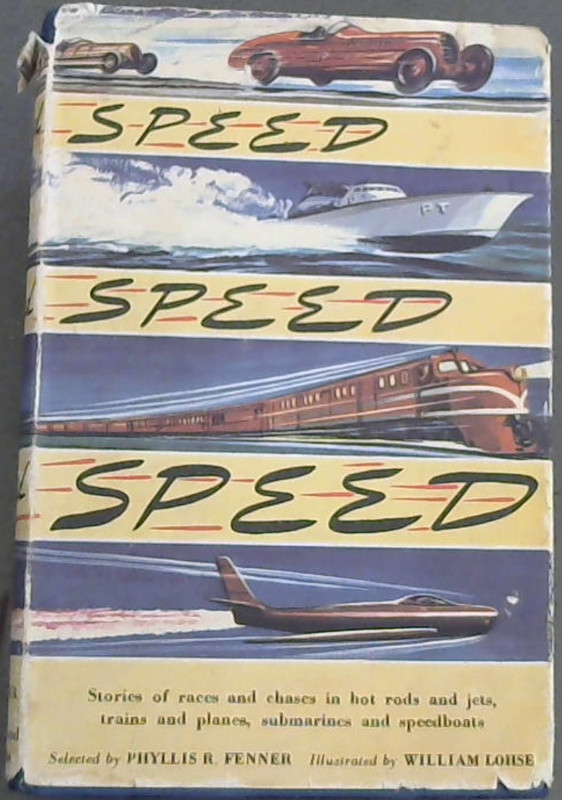 SPEED
PT
SPEED
SPEED
Stories of races and chases in hot rods and jets,
trains and planes, submarines and speedboats
Selected by PHYLLIS R. FENNER Illustrated by WILLIAM LOHSE